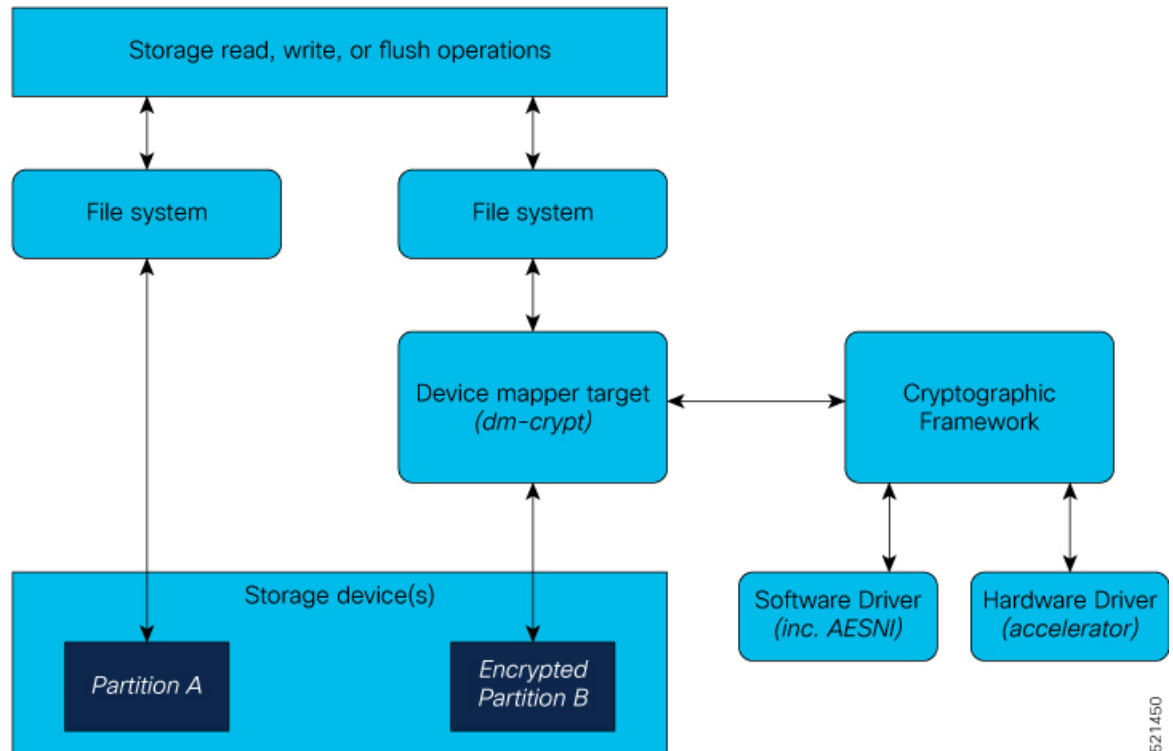 Storage read, write, or flush operations
File system
File system
Device mapper target
(dm-crypt)
Cryptographic
Framework
Storage device(s)
Software Driver
(inc. AESNI)
Hardware Driver
(accelerator)
Partition A
Encrypted
Partition B
521450